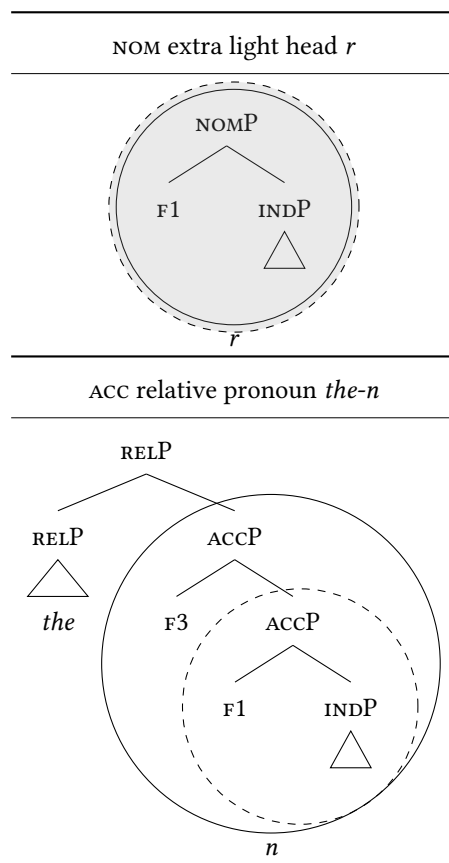 NOM extra light head r
NOMP
F1 INDP
r
ACC relative pronoun the-n
RELP
RELP ACCP
the F3 ACCP
F1 INDP
n